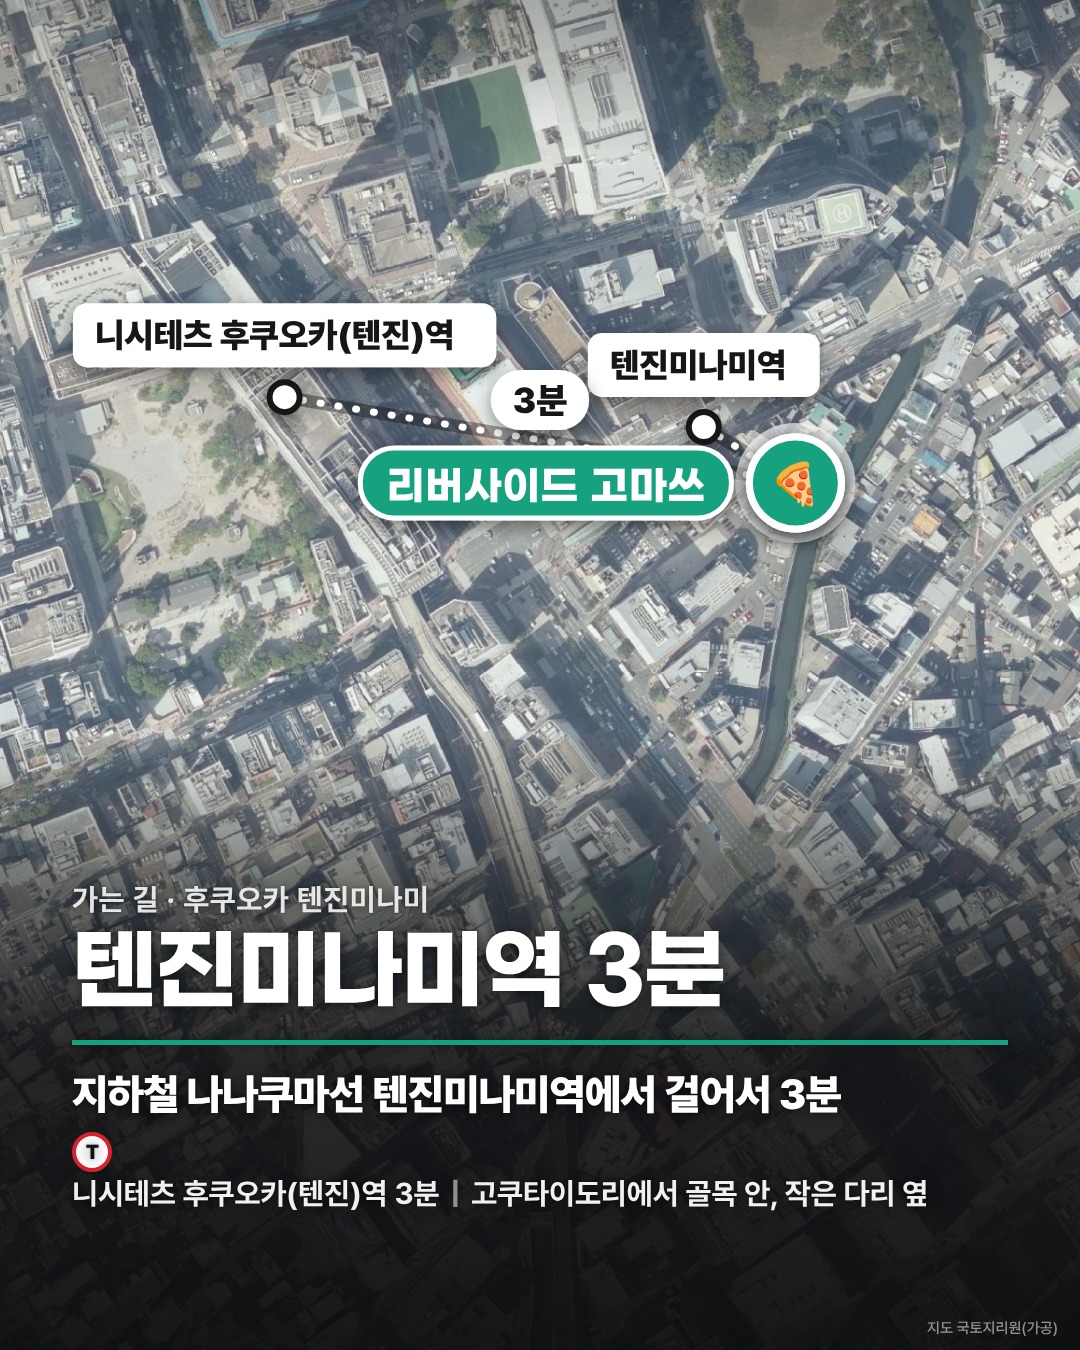 니시테츠 후쿠오카(텐진)역
텐진미나미역
3분
리버사이드 고마쓰
가는 길 · 후쿠오카 텐진미나미
텐진미나미역 3분
지하철 나나쿠마선 텐진미나미역에서 걸어서 3분
T
니시테츠 후쿠오카(텐진)역 3분 | 고쿠타이도리에서 골목 안, 작은 다리 옆
지도 국토지리원(가공)